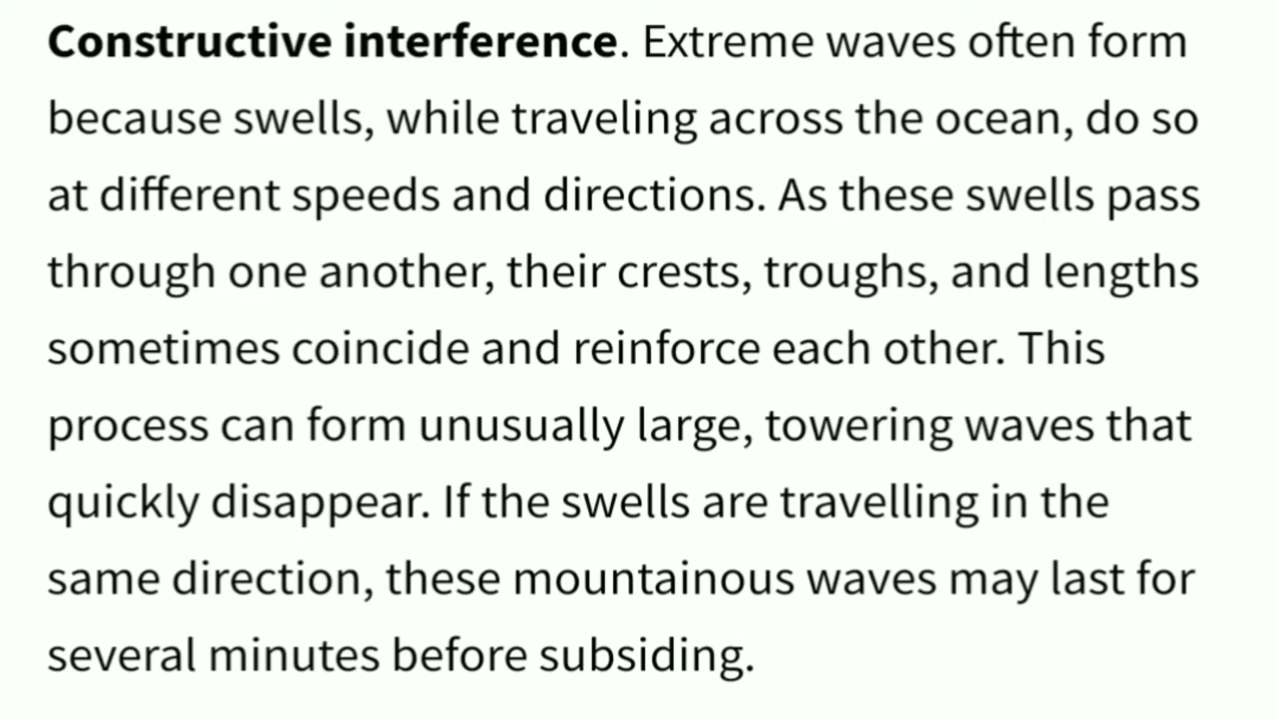 Constructive interference. Extreme waves often form
because swells, while traveling across the ocean, do so
at different speeds and directions. As these swells pass
through one another, their crests, troughs, and lengths
sometimes coincide and reinforce each other. This
process can form unusually large, towering waves that
quickly disappear. If the swells are travelling in the
same direction, these mountainous waves may last for
several minutes before subsiding.